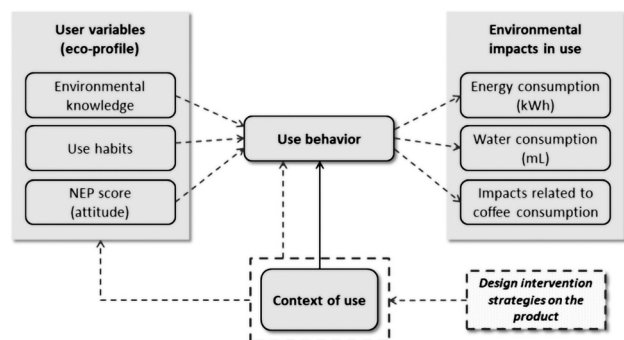 User variables
(eco-profile)
Environmental
knowledge
Use habits
NEP score
(attitude)
Use behavior
Context of use
Environmental
impacts in use
Energy consumption
(kWh)
Water consumption
(mL)
Impacts related to
coffee consumption
Design intervention
strategies on the
product